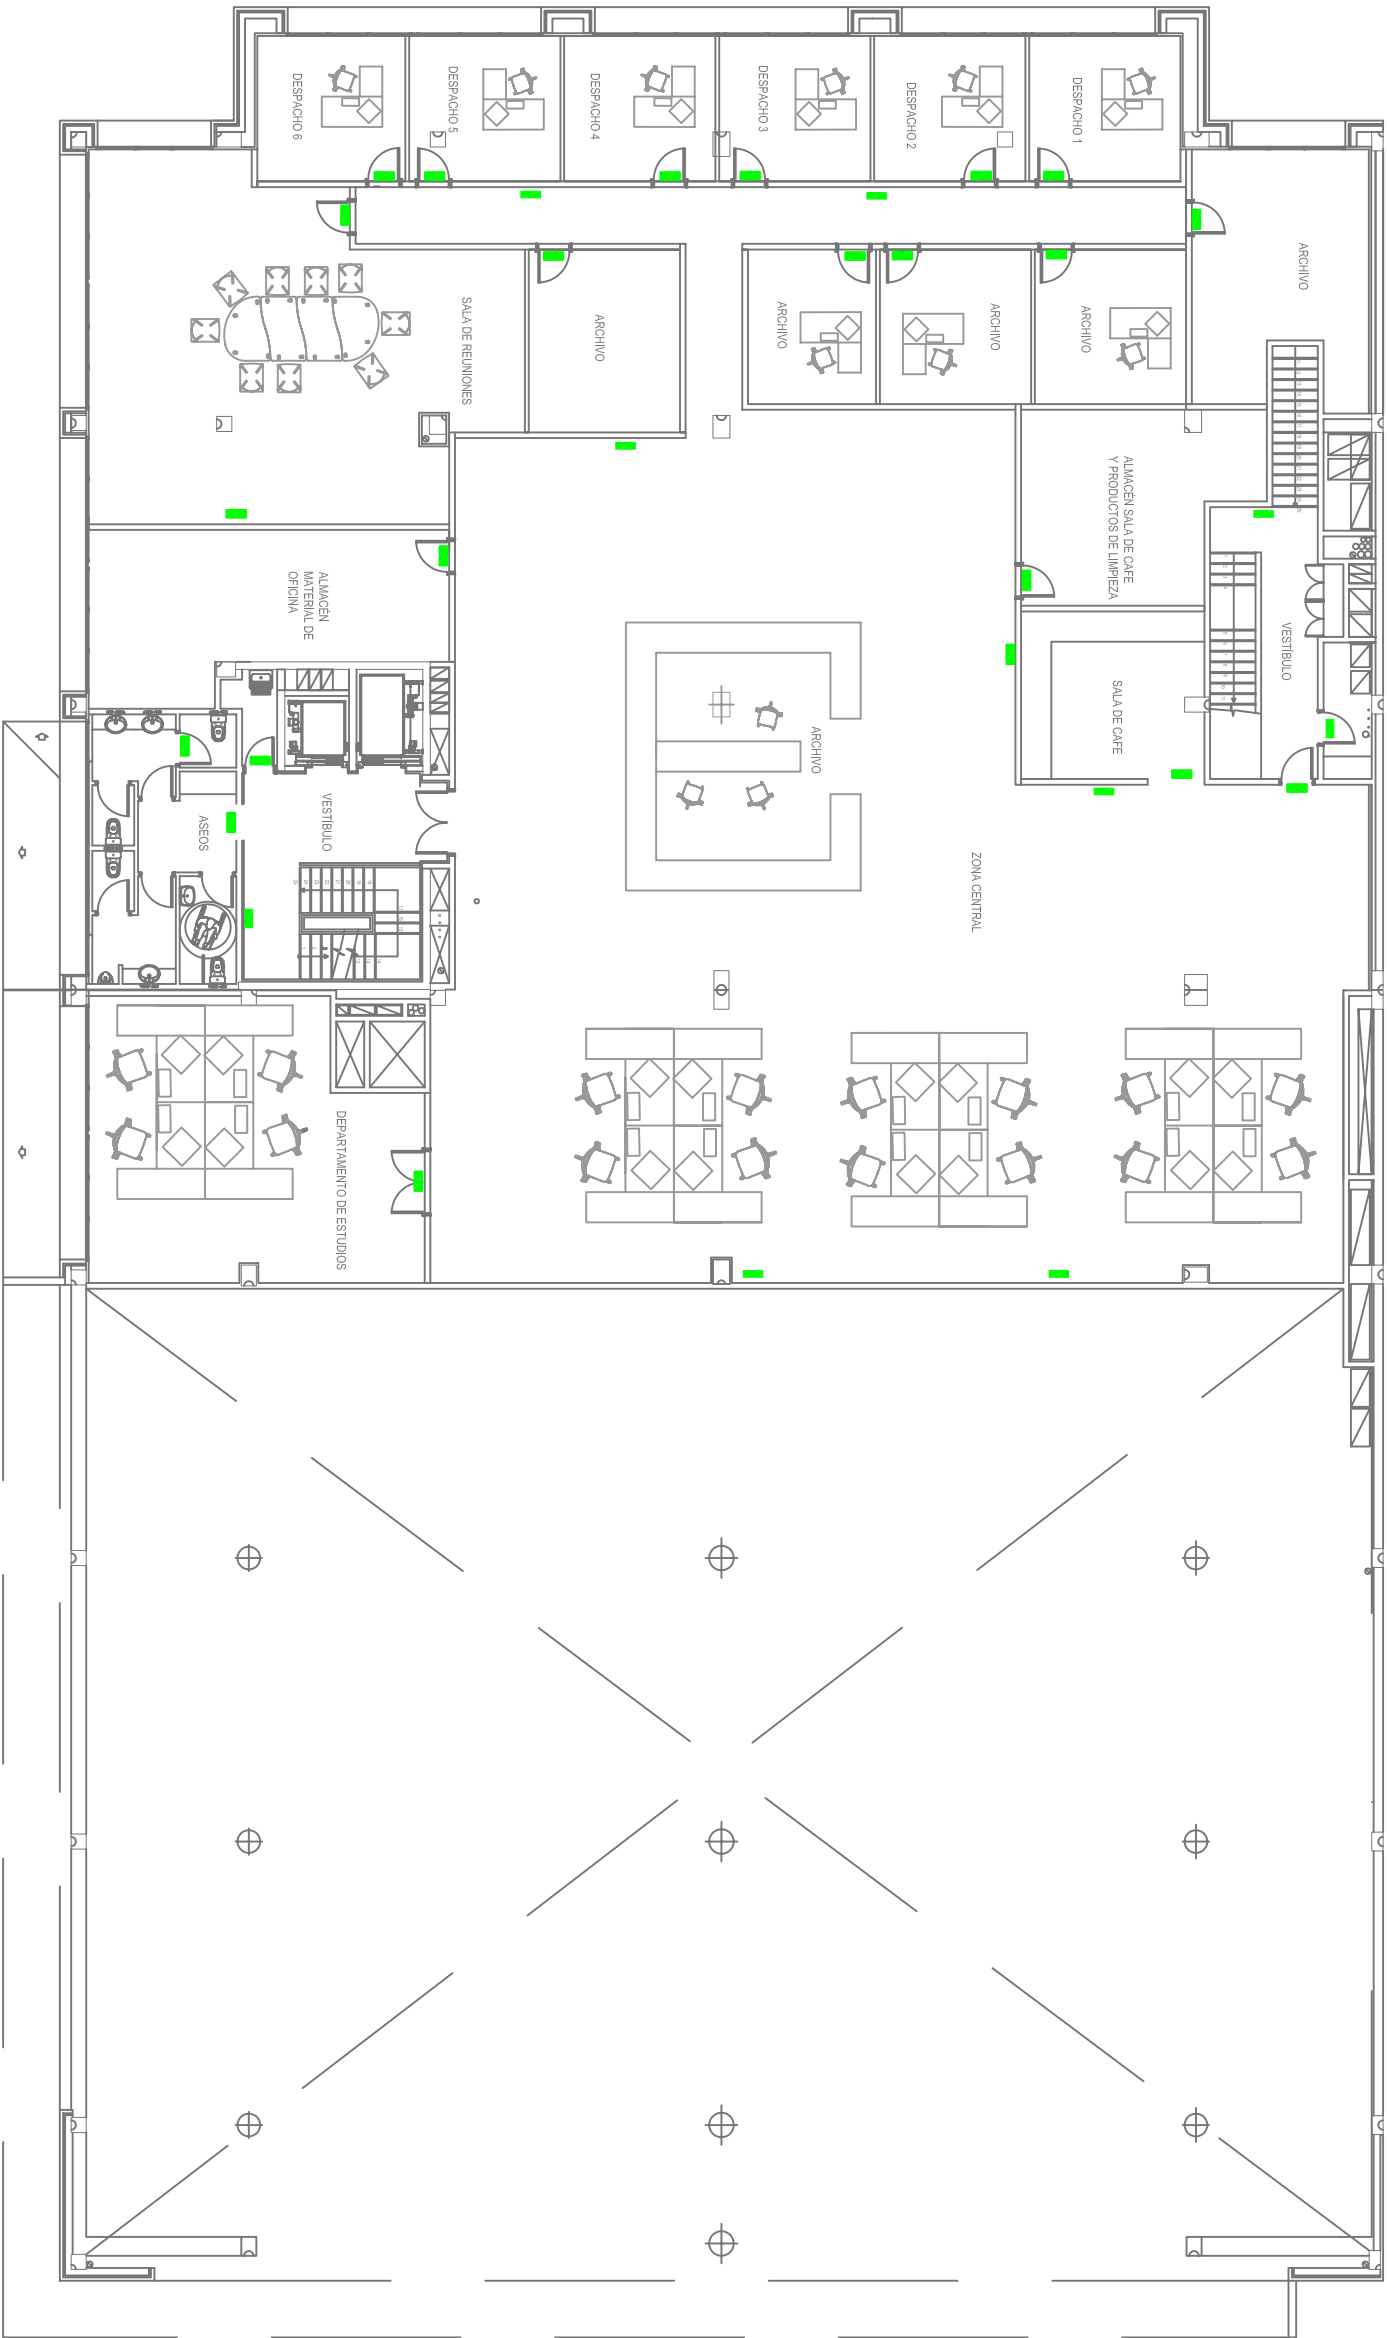 DESPACHO 6
DESPACHO 5
DESPACHO 4
DESPACHO 3
DESPACHO 2
DESPACHO 1
ARCHIVO
SALA DE REUNIONES
ARCHIVO
ARCHIVO
ARCHIVO
ARCHIVO
ALMACÉN SALA DE CAFE
Y PRODUCTOS DE LIMPIEZA
ALMACÉN
MATERIAL DE
OFICINA
VESTÍBULO
SALA DE CAFE
ARCHIVO
VESTÍBULO
ASEOS
ZONA CENTRAL
DEPARTAMENTO DE ESTUDIOS